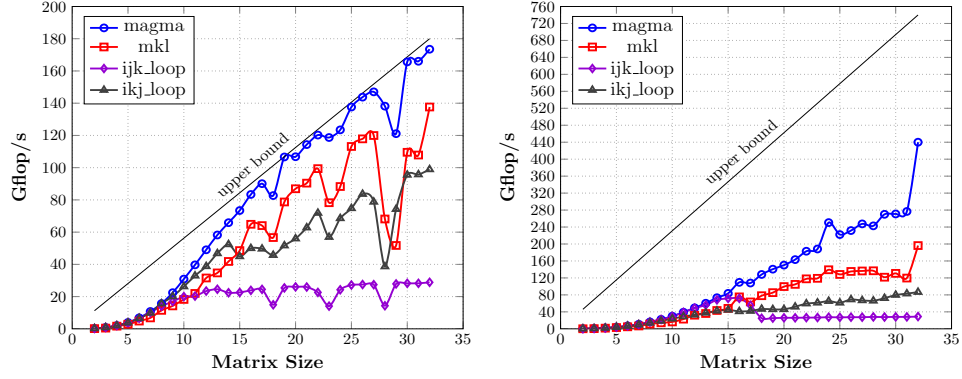 200
180
160
140
120
100
80
60
40
20
0
0 5 10 15 20 25 30 35
Gflop/s
Matrix Size
magma
mkl
ijk_loop
ikj_loop
upper bound
760
720
680
640
600
560
520
480
440
400
360
320
280
240
200
160
120
80
40
0
0 5 10 15 20 25 30 35
Gflop/s
Matrix Size
magma
mkl
ijk_loop
ikj_loop
upper bound